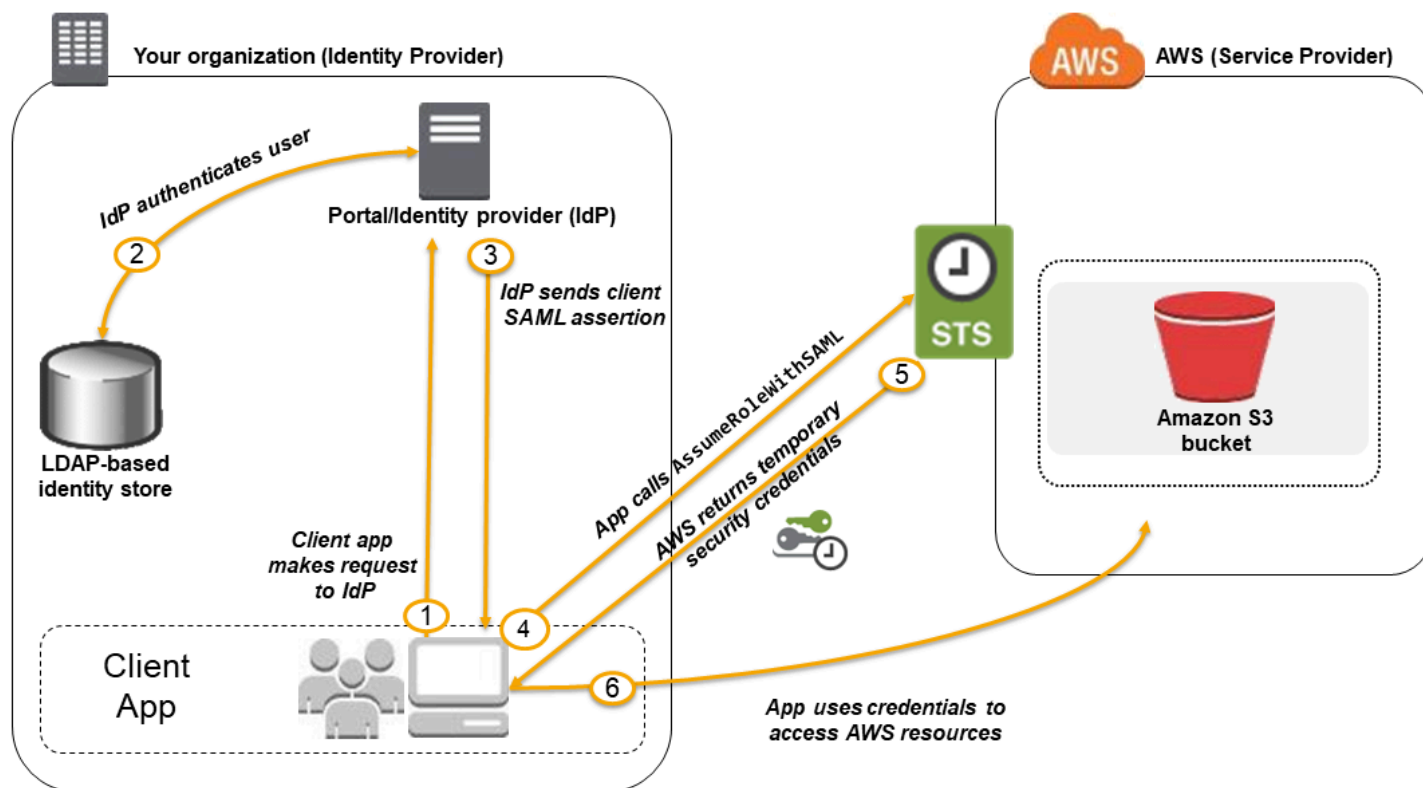 Your organization (Identity Provider)
AWS
AWS (Service Provider)
IdP authenticates user
Portal/Identity provider (IdP)
2
3
IdP sends client
SAML assertion
STS
LDAP-based
identity store
Amazon S3
bucket
5
App calls AssumeRoleWithSAML
AWS returns temporary
security credentials
Client app
makes request
to IdP
1
4
Client
App
6
App uses credentials to
access AWS resources